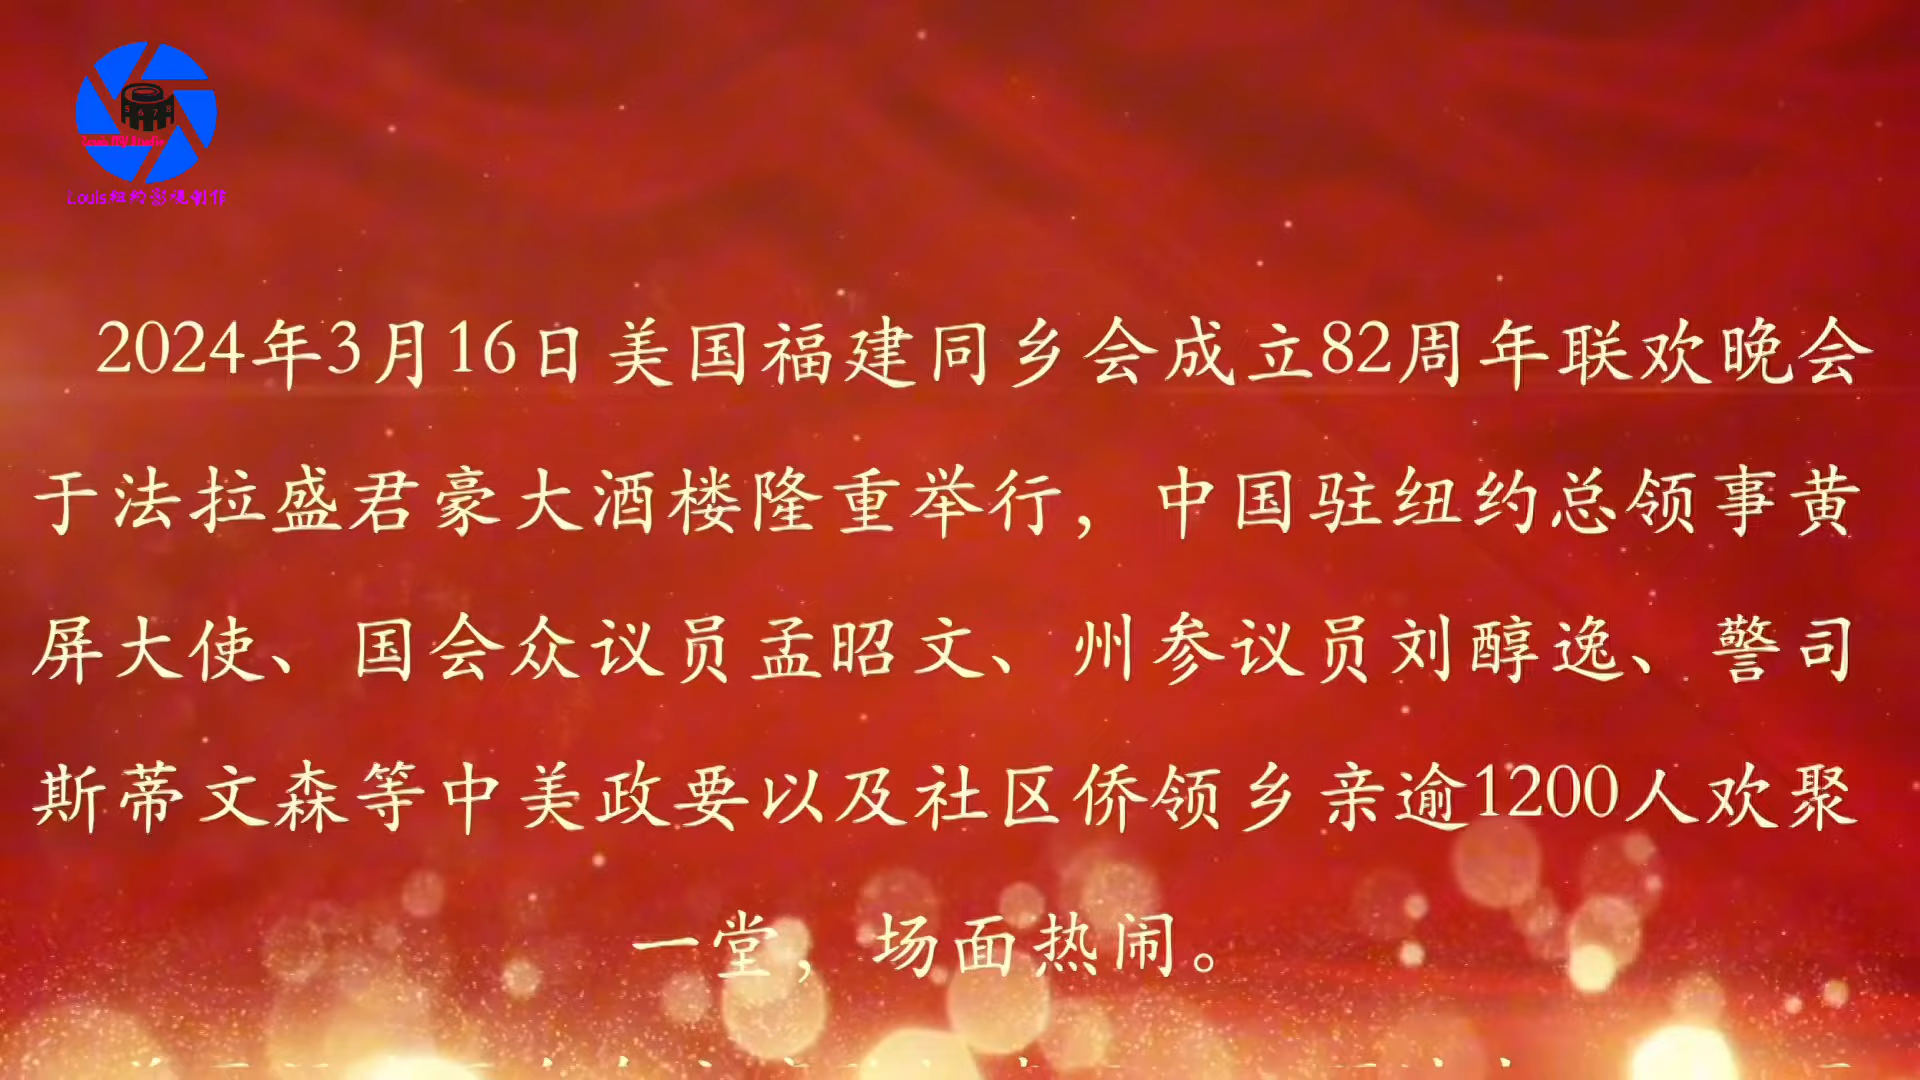 Louis NY Studio
Louis纽约影视制作
2024年3月16日美国福建同乡会成立82周年联欢晚会
于法拉盛君豪大酒楼隆重举行，中国驻纽约总领事黄
屏大使、国会众议员孟昭文、州参议员刘醇逸、警司
斯蒂文森等中美政要以及社区侨领乡亲逾1200人欢聚
一堂，场面热闹。